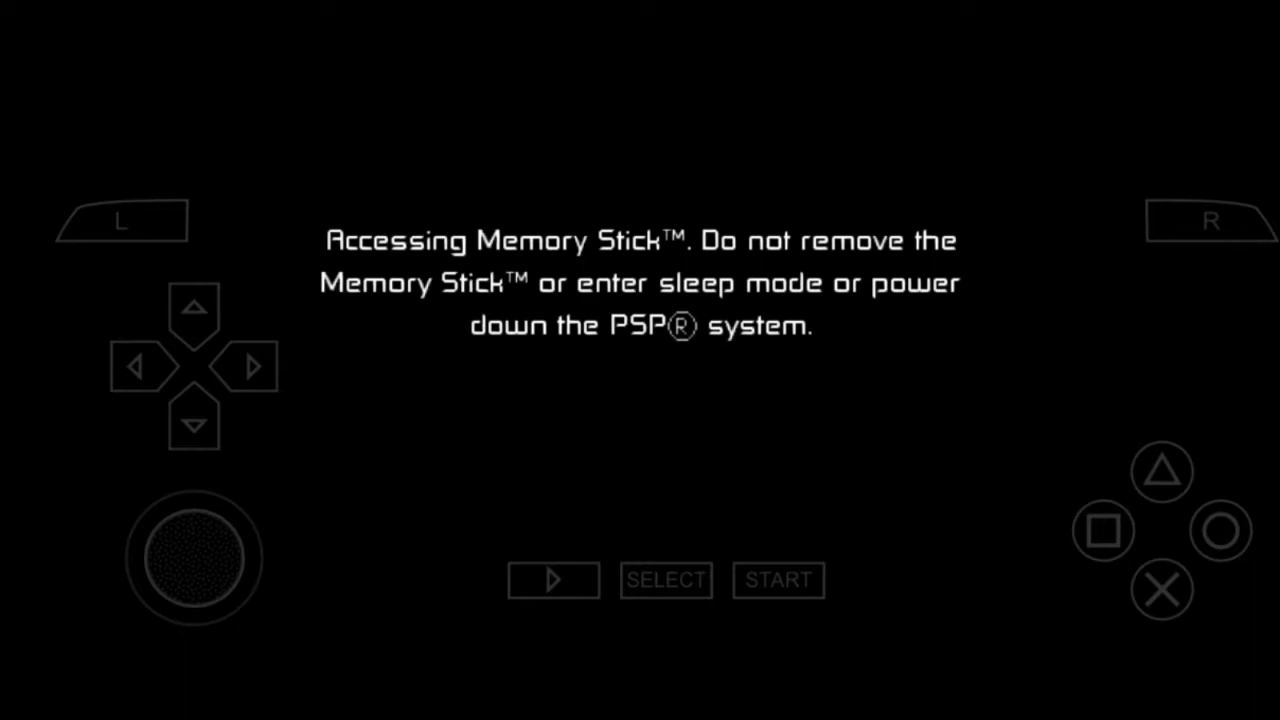 L
R
Accessing Memory Stick™. Do not remove the
Memory Stick™ or enter sleep mode or power
down the PSP® system.
SELECT
START